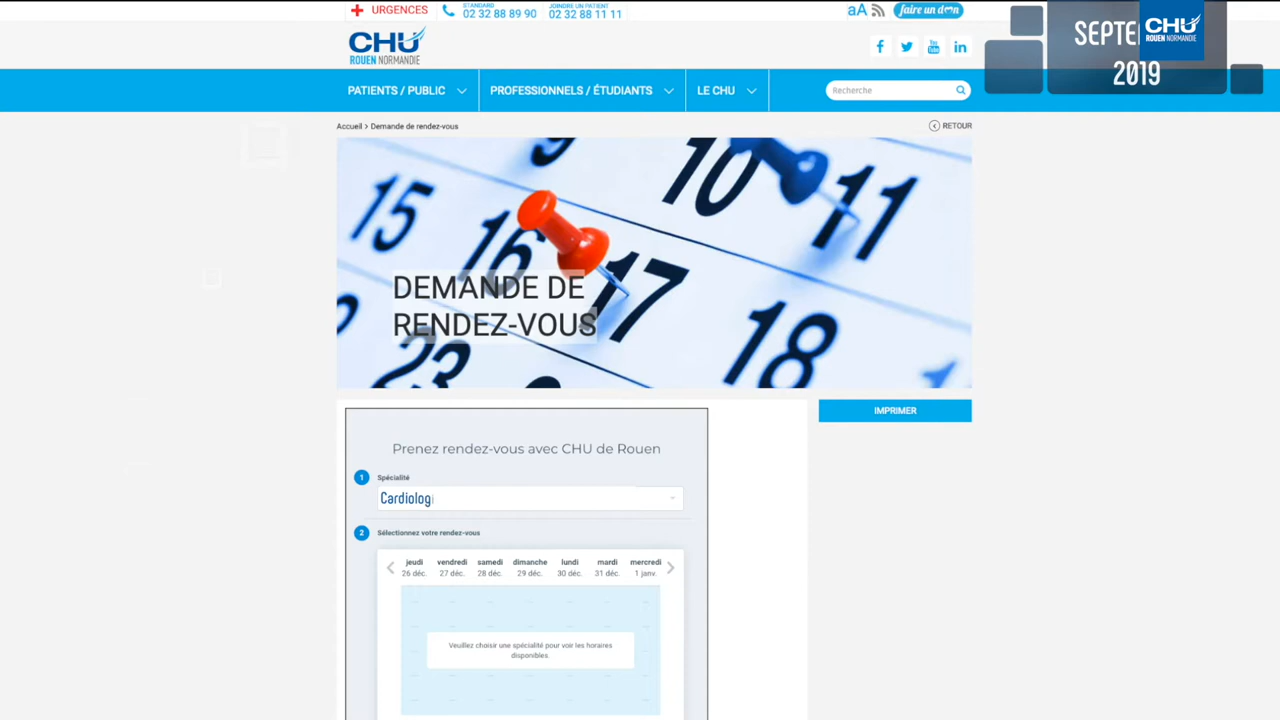 URGENCES
STANDARD
02 32 88 89 90
JOINDRE UN PATIENT
02 32 88 11 11
aA
faire un don
CHU
ROUEN NORMANDIE
SEPTE
2019
CHU
ROUEN NORMANDIE
PATIENTS / PUBLIC
PROFESSIONNELS / ÉTUDIANTS
LE CHU
Recherche
Accueil > Demande de rendez-vous
RETOUR
15 16 17 18 9 10 11 23
DEMANDE DE
RENDEZ-VOUS
IMPRIMER
Prenez rendez-vous avec CHU de Rouen
1 Spécialité
Cardiolog
2 Sélectionnez votre rendez-vous
jeudi vendredi samedi dimanche lundi mardi mercredi
26 déc. 27 déc. 28 déc. 29 déc. 30 déc. 31 déc. 1 janv.
Veuillez choisir une spécialité pour voir les horaires
disponibles.